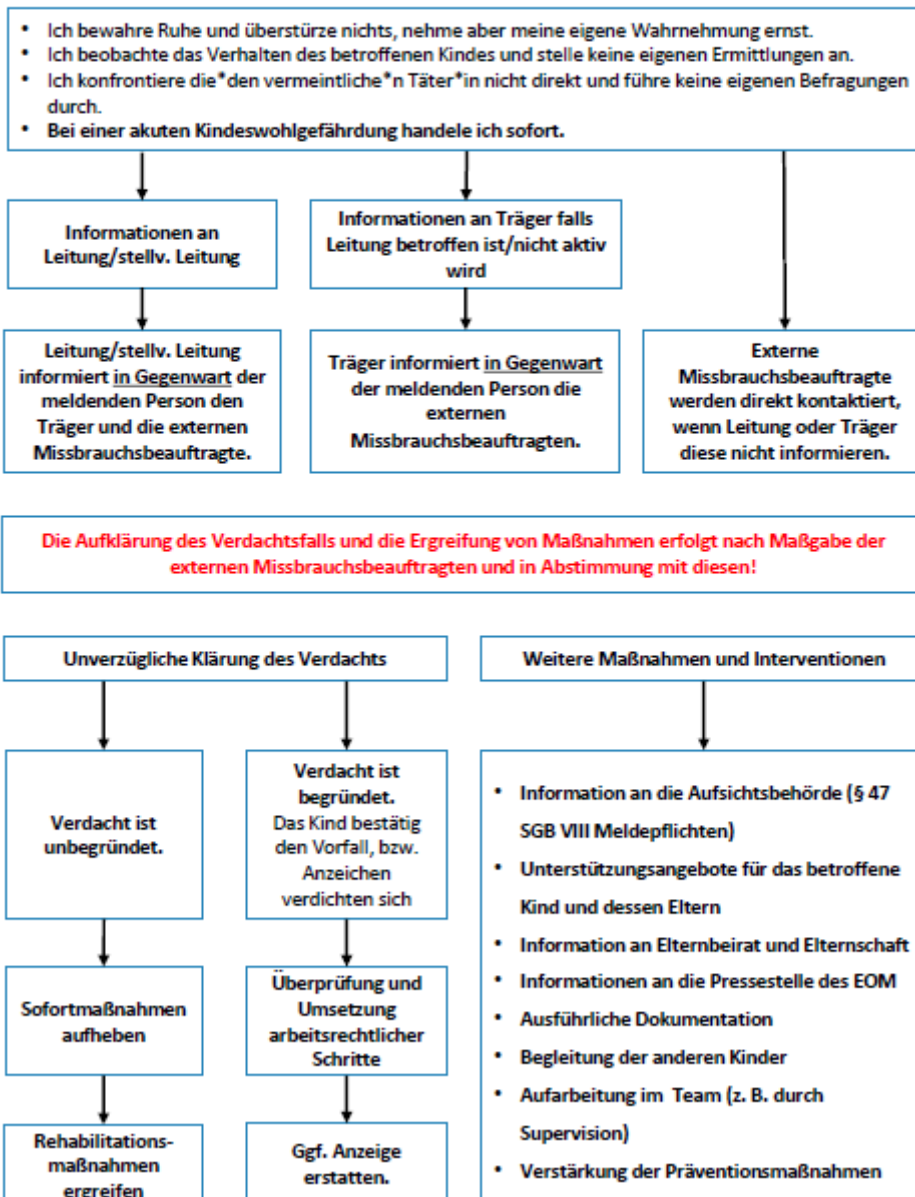 • Ich bewahre Ruhe und überstürze nichts, nehme aber meine eigene Wahrnehmung ernst.
• Ich beobachte das Verhalten des betroffenen Kindes und stelle keine eigenen Ermittlungen an.
• Ich konfrontiere die*den vermeintliche*n Täter*in nicht direkt und führe keine eigenen Befragungen
durch.
• Bei einer akuten Kindeswohlgefährdung handele ich sofort.
Informationen an
Leitung/stellv. Leitung
Informationen an Träger falls
Leitung betroffen ist/nicht aktiv
wird
Leitung/stellv. Leitung
informiert in Gegenwart der
meldenden Person den
Träger und die externen
Missbrauchsbeauftragte.
Träger informiert in Gegenwart
der meldenden Person die
externen
Missbrauchsbeauftragten.
Externe
Missbrauchsbeauftragte
werden direkt kontaktiert,
wenn Leitung oder Träger
diese nicht informieren.
Die Aufklärung des Verdachtsfalls und die Ergreifung von Maßnahmen erfolgt nach Maßgabe der
externen Missbrauchsbeauftragten und in Abstimmung mit diesen!
Unverzügliche Klärung des Verdachts
Verdacht ist
unbegründet.
Sofortmaßnahmen
aufheben
Rehabilitations-
maßnahmen
ergreifen
Verdacht ist
begründet.
Das Kind bestätig
den Vorfall, bzw.
Anzeichen
verdichten sich
Überprüfung und
Umsetzung
arbeitsrechtlicher
Schritte
Ggf. Anzeige
erstatten.
Weitere Maßnahmen und Interventionen
• Information an die Aufsichtsbehörde (§ 47
SGB VIII Meldepflichten)
• Unterstützungsangebote für das betroffene
Kind und dessen Eltern
• Information an Elternbeirat und Elternschaft
• Informationen an die Pressestelle des EOM
• Ausführliche Dokumentation
• Begleitung der anderen Kinder
• Aufarbeitung im Team (z. B. durch
Supervision)
• Verstärkung der Präventionsmaßnahmen